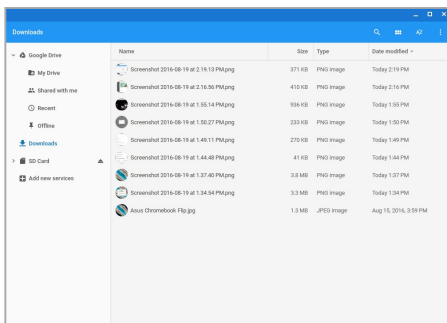 Downloads
Google Drive
My Drive
Shared with me
Recent
Offline
Downloads
SD Card
Add new services
Name Size Type Date modified
Screenshot 2016-08-19 at 2.19.13 PM.png 371 KB PNG image Today 2:19 PM
Screenshot 2016-08-19 at 2.16.56 PM.png 410 KB PNG image Today 2:16 PM
Screenshot 2016-08-19 at 1.55.14 PM.png 936 KB PNG image Today 1:55 PM
Screenshot 2016-08-19 at 1.50.27 PM.png 233 KB PNG image Today 1:50 PM
Screenshot 2016-08-19 at 1.49.11 PM.png 270 KB PNG image Today 1:49 PM
Screenshot 2016-08-19 at 1.44.48 PM.png 41 KB PNG image Today 1:44 PM
Screenshot 2016-08-19 at 1.37.40 PM.png 3.8 MB PNG image Today 1:37 PM
Screenshot 2016-08-19 at 1.34.54 PM.png 3.3 MB PNG image Today 1:34 PM
Asus Chromebook Flip.jpg 1.3 MB JPEG image Aug 15, 2016, 3:59 PM